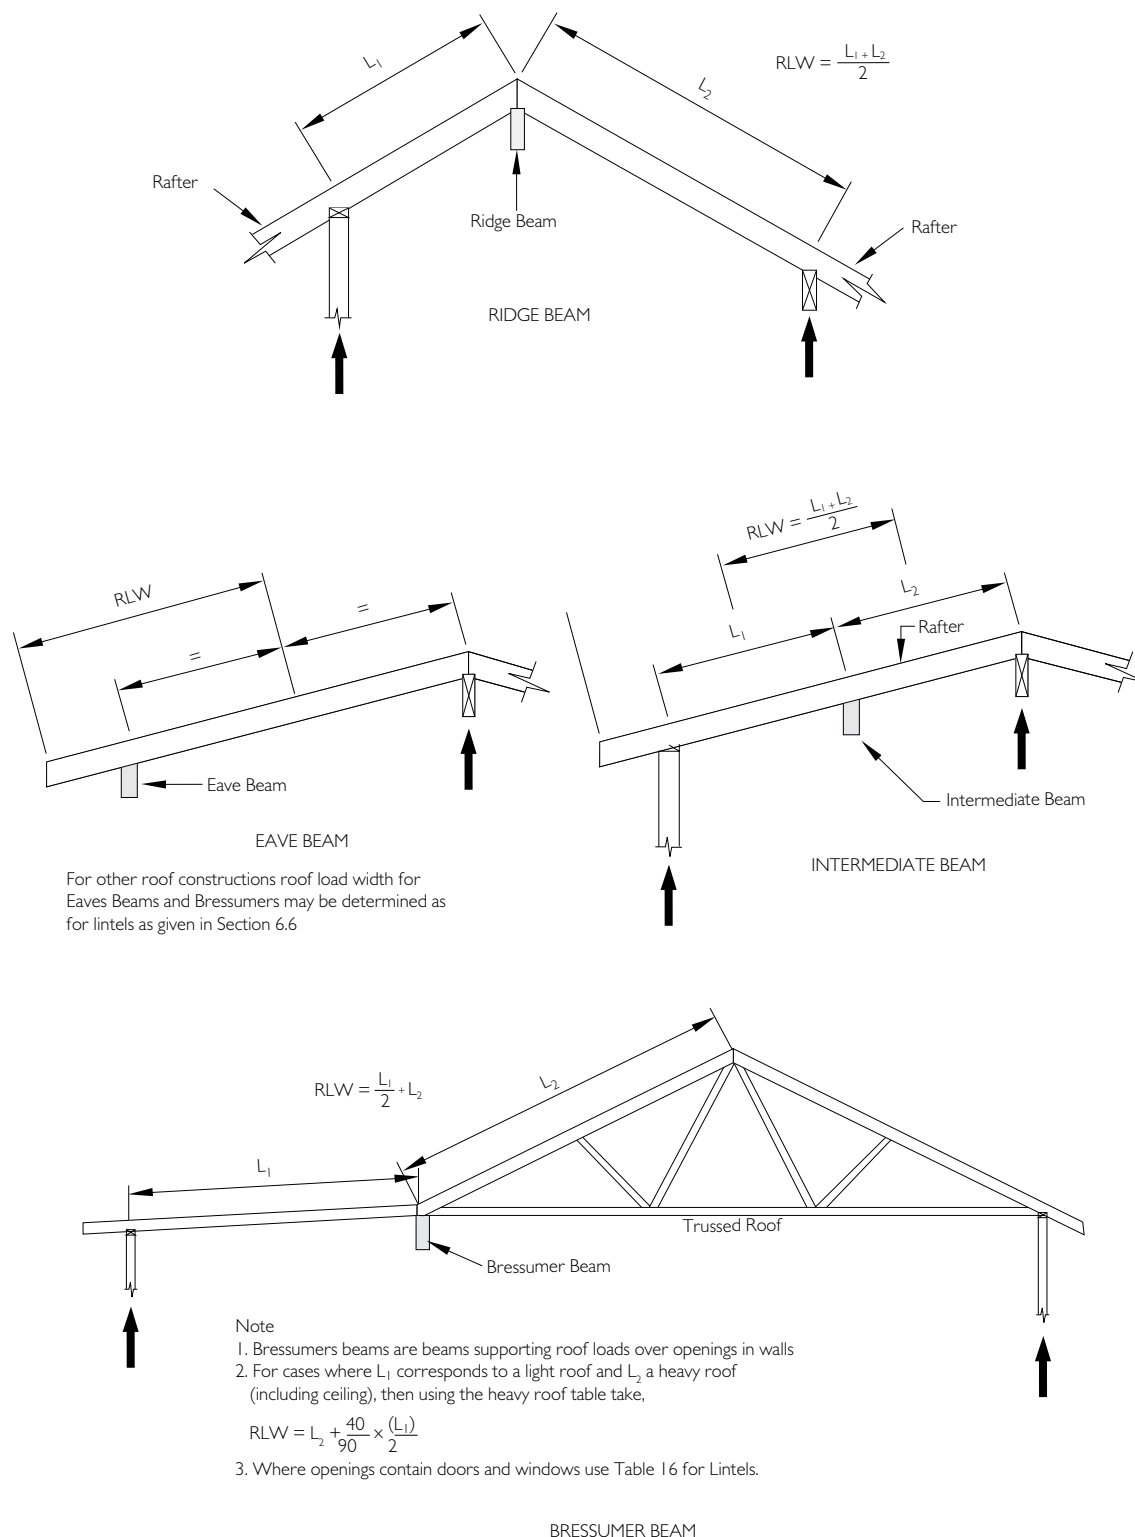 L1
L2
RLW = L1 + L2 / 2
Rafter
Ridge Beam
Rafter
RIDGE BEAM
RLW = L1 + L2 / 2
RLW
=
=
L1
L2
Rafter
Eave Beam
Intermediate Beam
EAVE BEAM
INTERMEDIATE BEAM
For other roof constructions roof load width for
Eaves Beams and Bressumers may be determined as
for lintels as given in Section 6.6
RLW = L1 / 2 + L2
L2
L1
Trussed Roof
Bressumer Beam
Note
1. Bressumers beams are beams supporting roof loads over openings in walls
2. For cases where L1 corresponds to a light roof and L2 a heavy roof
(including ceiling), then using the heavy roof table take,
RLW = L2 + 40 / 90 x (L1) / 2
3. Where openings contain doors and windows use Table 16 for Lintels.
BRESSUMER BEAM